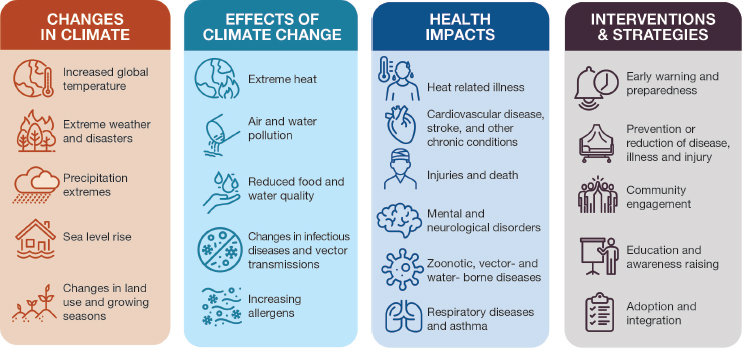 CHANGES
IN CLIMATE
Increased global
temperature
Extreme weather
and disasters
Precipitation
extremes
Sea level rise
Changes in land
use and growing
seasons
EFFECTS OF
CLIMATE CHANGE
Extreme heat
Air and water
pollution
Reduced food and
water quality
Changes in infectious
diseases and vector
transmissions
Increasing
allergens
HEALTH
IMPACTS
Heat related illness
Cardiovascular disease,
stroke, and other
chronic conditions
Injuries and death
Mental and
neurological disorders
Zoonotic, vector- and
water- borne diseases
Respiratory diseases
and asthma
INTERVENTIONS
& STRATEGIES
Early warning and
preparedness
Prevention or
reduction of disease,
illness and injury
Community
engagement
Education and
awareness raising
Adoption and
integration